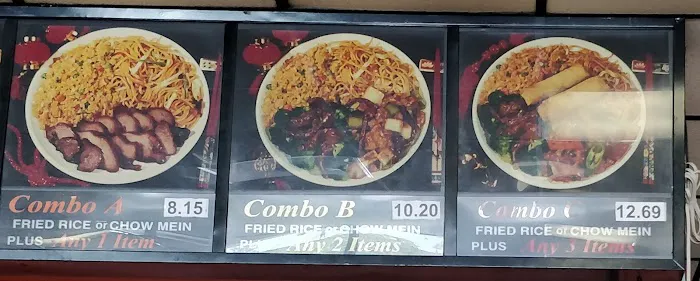 Combo A 8.15
FRIED RICE or CHOW MEIN
PLUS Any 1 Item
Combo B 10.20
FRIED RICE or CHOW MEIN
PLUS Any 2 Items
Combo C 12.69
FRIED RICE or CHOW MEIN
PLUS Any 3 Items